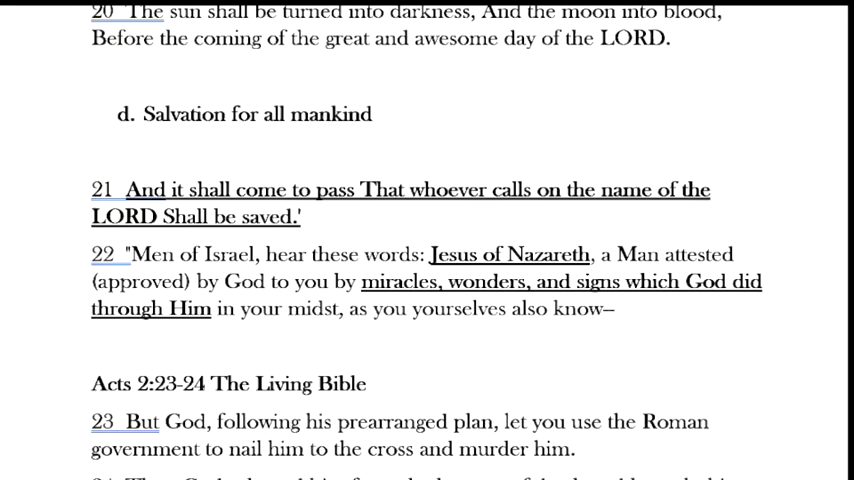 20 The sun shall be turned into darkness, And the moon into blood,
Before the coming of the great and awesome day of the LORD.
d. Salvation for all mankind
21 And it shall come to pass That whoever calls on the name of the
LORD Shall be saved.'
22 "Men of Israel, hear these words: Jesus of Nazareth, a Man attested
(approved) by God to you by miracles, wonders, and signs which God did
through Him in your midst, as you yourselves also know–
Acts 2:23-24 The Living Bible
23 But God, following his prearranged plan, let you use the Roman
government to nail him to the cross and murder him.